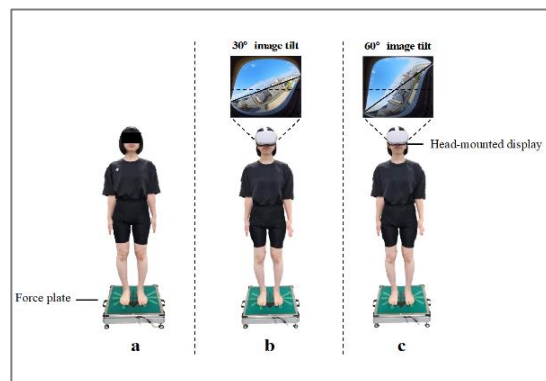 30° image tilt
60° image tilt
Head-mounted display
Force plate
a
b
c